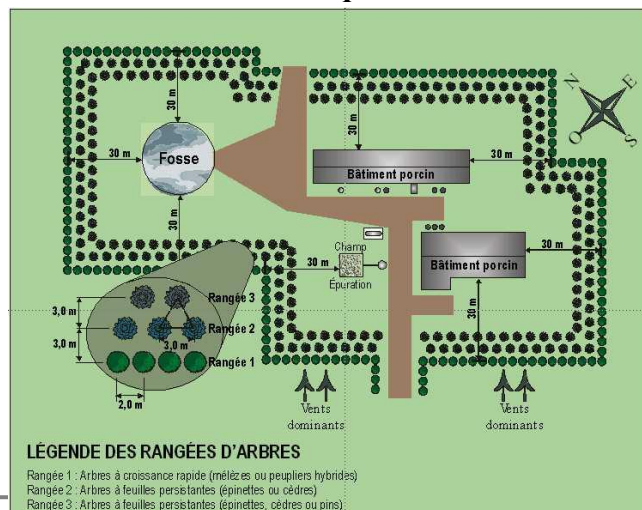 N
E
S
O
30 m
30 m
30 m
Fosse
Bâtiment porcin
30 m
30 m
30 m
Champ
Épuration
30 m
Bâtiment porcin
30 m
30 m
Rangée 3
3,0 m
Rangée 2
3,0 m
3,0 m
Rangée 1
2,0 m
Vents
dominants
Vents
dominants
LÉGENDE DES RANGÉES D'ARBRES
Rangée 1 : Arbres à croissance rapide (mélèzes ou peupliers hybrides)
Rangée 2 : Arbres à feuilles persistantes (épinettes ou cèdres)
Rangée 3 : Arbres à feuilles persistantes (épinettes, cèdres ou pins)